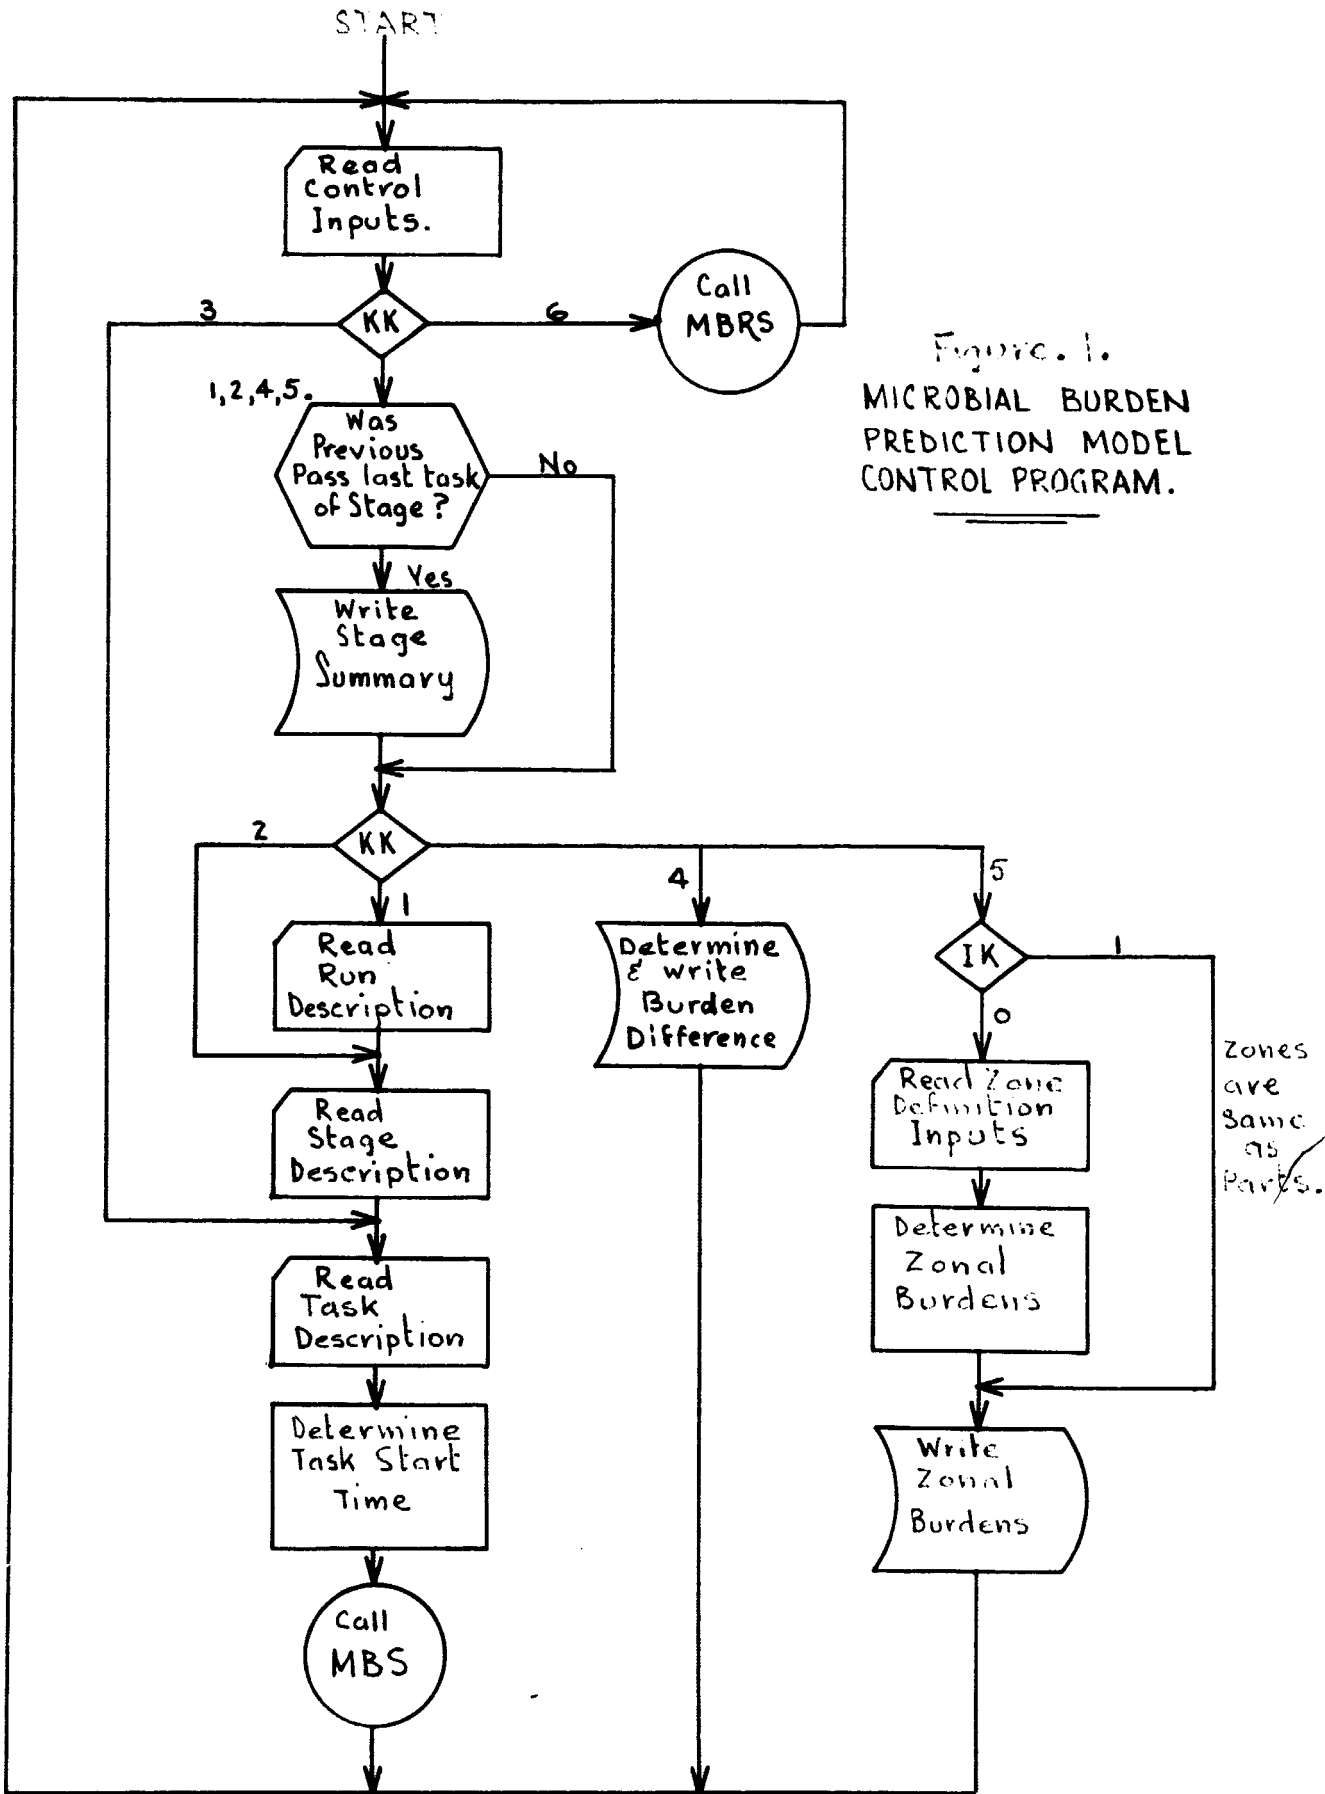 START
Read
Control
Inputs.
3
KK
6
Call
MBRS
Figure. 1.
MICROBIAL BURDEN
PREDICTION MODEL
CONTROL PROGRAM.
1,2,4,5.
Was
Previous
Pass last task
of Stage?
No
Yes
Write
Stage
Summary
2
KK
1
4
5
Read
Run
Description
Determine
& write
Burden
Difference
IK
1
0
Zones
are
same
as
Parts.
Read Zone
Definition
Inputs
Read
Stage
Description
Determine
Zonal
Burdens
Read
Task
Description
Determine
Task Start
Time
Write
Zonal
Burdens
Call
MBS